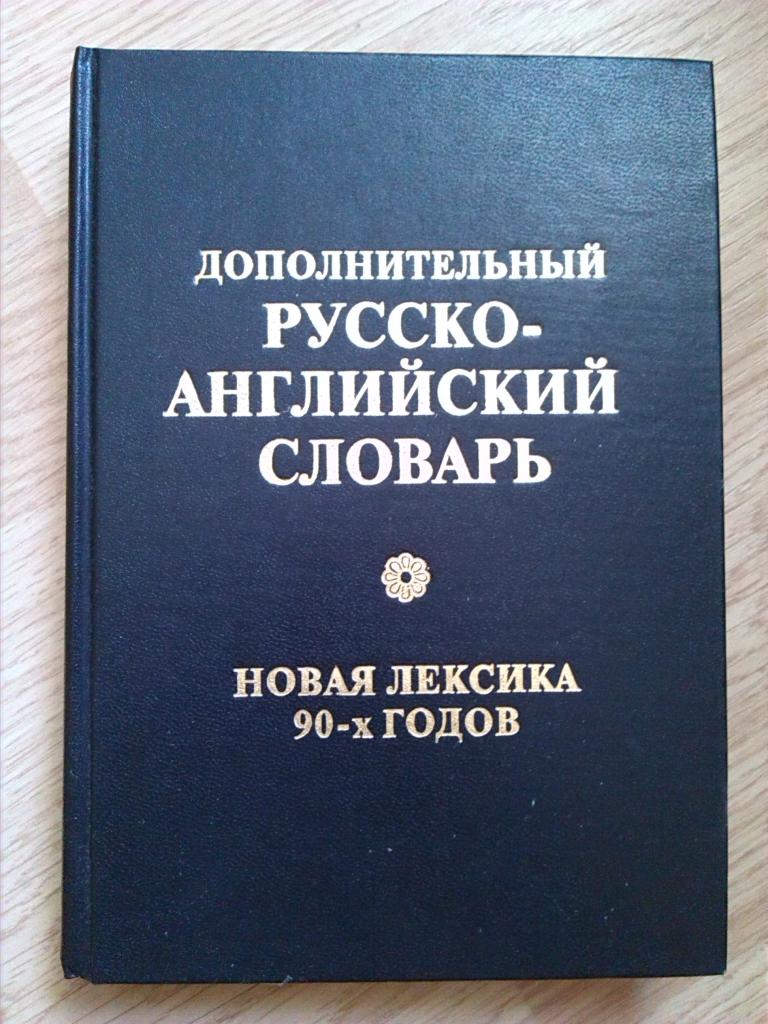 ДОПОЛНИТЕЛЬНЫЙ
РУССКО-
АНГЛИЙСКИЙ
СЛОВАРЬ
НОВАЯ ЛЕКСИКА
90-х ГОДОВ